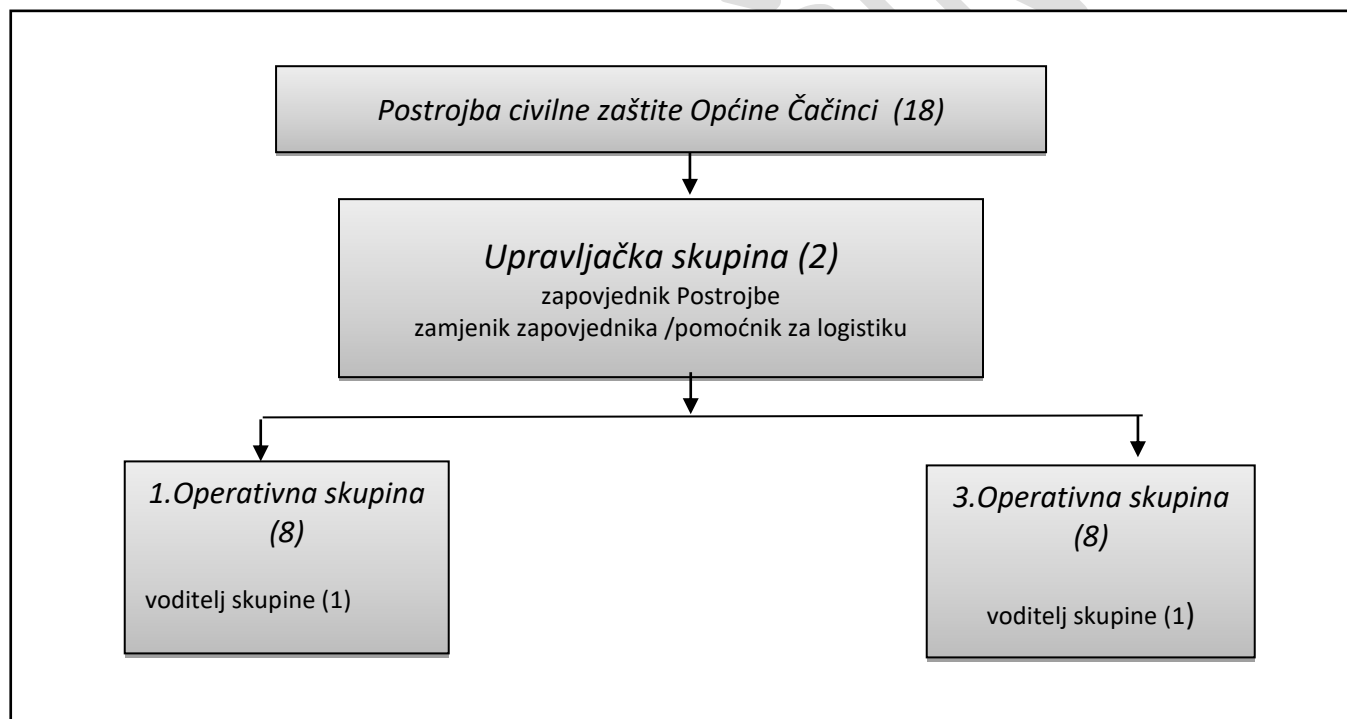 Postrojba civilne zaštite Općine Čačinci (18)
Upravljačka skupina (2)
zapovjednik Postrojbe
zamjenik zapovjednika /pomoćnik za logistiku
1.Operativna skupina
(8)
voditelj skupine (1)
3.Operativna skupina
(8)
voditelj skupine (1)